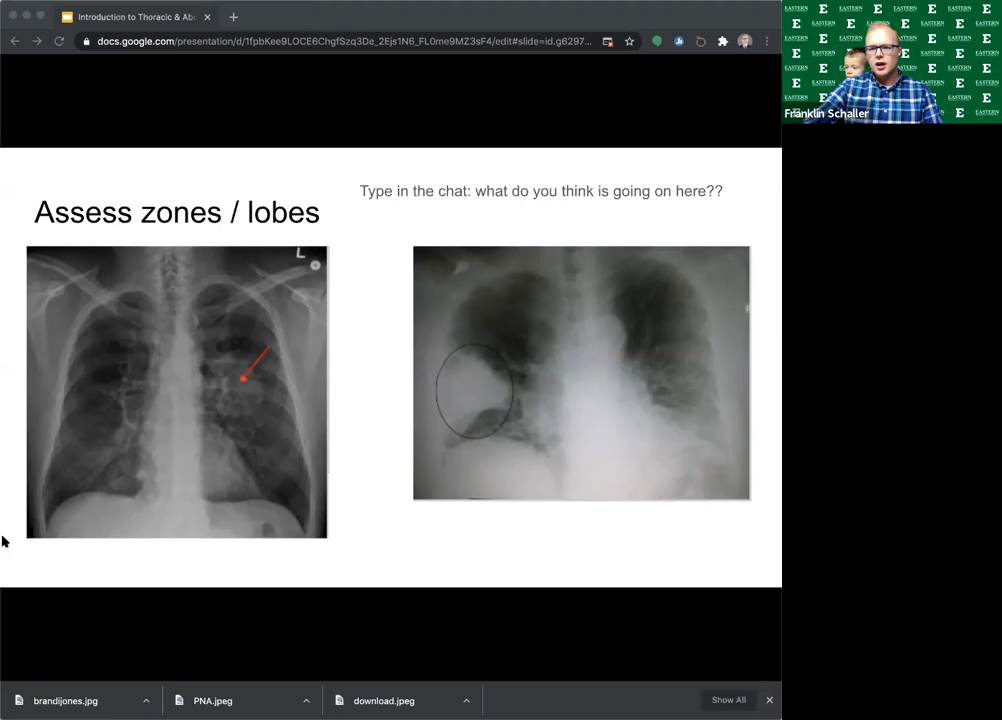 Introduction to Thoracic & Ab
docs.google.com/presentation/d/1fpbKee9LOCE6ChgfSzq3De_2Ejs1N6_FL0me9MZ3sF4/edit#slide=id.g6297...
EASTERN
E
Franklin Schaller
Type in the chat: what do you think is going on here??
Assess zones / lobes
L
brandijones.jpg
PNA.jpeg
download.jpeg
Show All